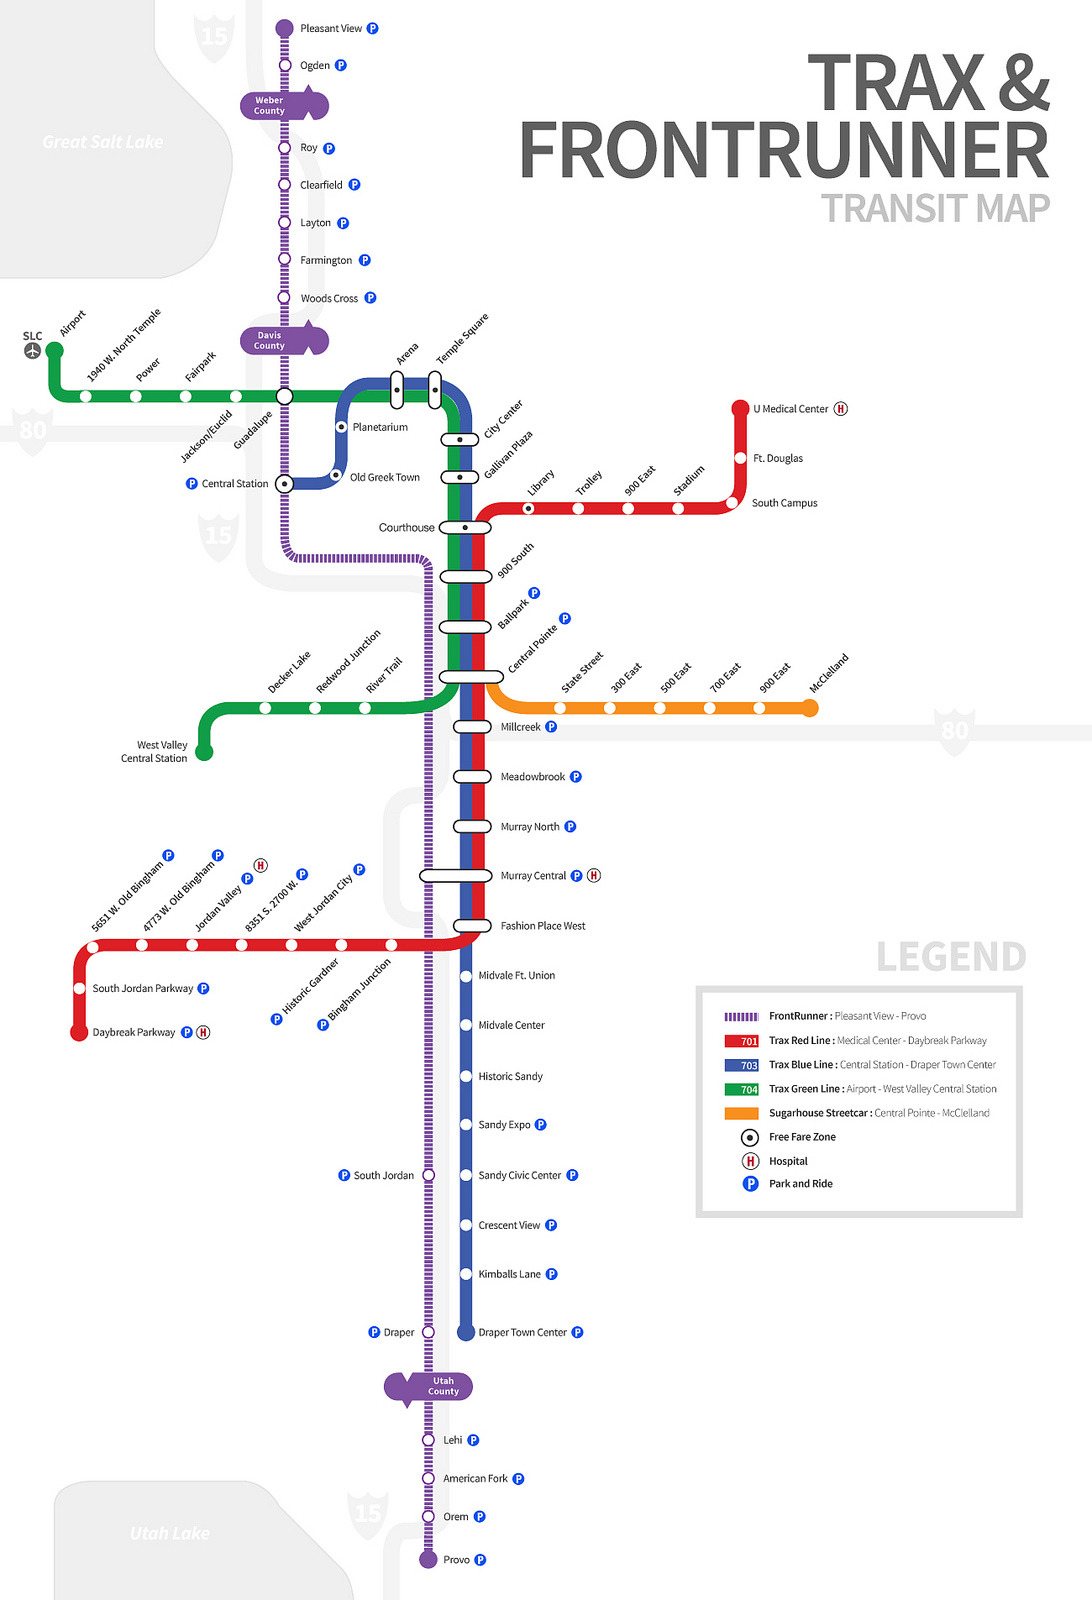 TRAX &
FRONTRUNNER
TRANSIT MAP
15
Great Salt Lake
Pleasant View P
Ogden P
Weber
County
Roy P
Clearfield P
Layton P
Farmington P
Woods Cross P
Davis
County
SLC
Airport
1940 W. North Temple
Power
Fairpark
Jackson/Euclid
Guadalupe
Arena
Temple Square
80
Planetarium
Old Greek Town
P Central Station
City Center
Gallivan Plaza
Courthouse
Library
Trolley
900 East
Stadium
U Medical Center H
Ft. Douglas
South Campus
15
900 South
Ballpark P
Central Pointe P
Decker Lake
Redwood Junction
River Trail
West Valley
Central Station
State Street
300 East
500 East
700 East
900 East
McClelland
80
Millcreek P
Meadowbrook P
Murray North P
Murray Central P H
Fashion Place West
5651 W. Old Bingham P
4773 W. Old Bingham P
Jordan Valley P H
8351 S. 2700 W. P
West Jordan City P
P Historic Gardner
P Bingham Junction
South Jordan Parkway P
Daybreak Parkway P H
Midvale Ft. Union
Midvale Center
Historic Sandy
Sandy Expo P
P South Jordan
Sandy Civic Center P
Crescent View P
Kimballs Lane P
P Draper
Draper Town Center P
Utah
County
Lehi P
American Fork P
Orem P
Provo P
15
Utah Lake
LEGEND
FrontRunner : Pleasant View - Provo
701 Trax Red Line : Medical Center - Daybreak Parkway
703 Trax Blue Line : Central Station - Draper Town Center
704 Trax Green Line : Airport - West Valley Central Station
Sugarhouse Streetcar : Central Pointe - McClelland
Free Fare Zone
H Hospital
P Park and Ride